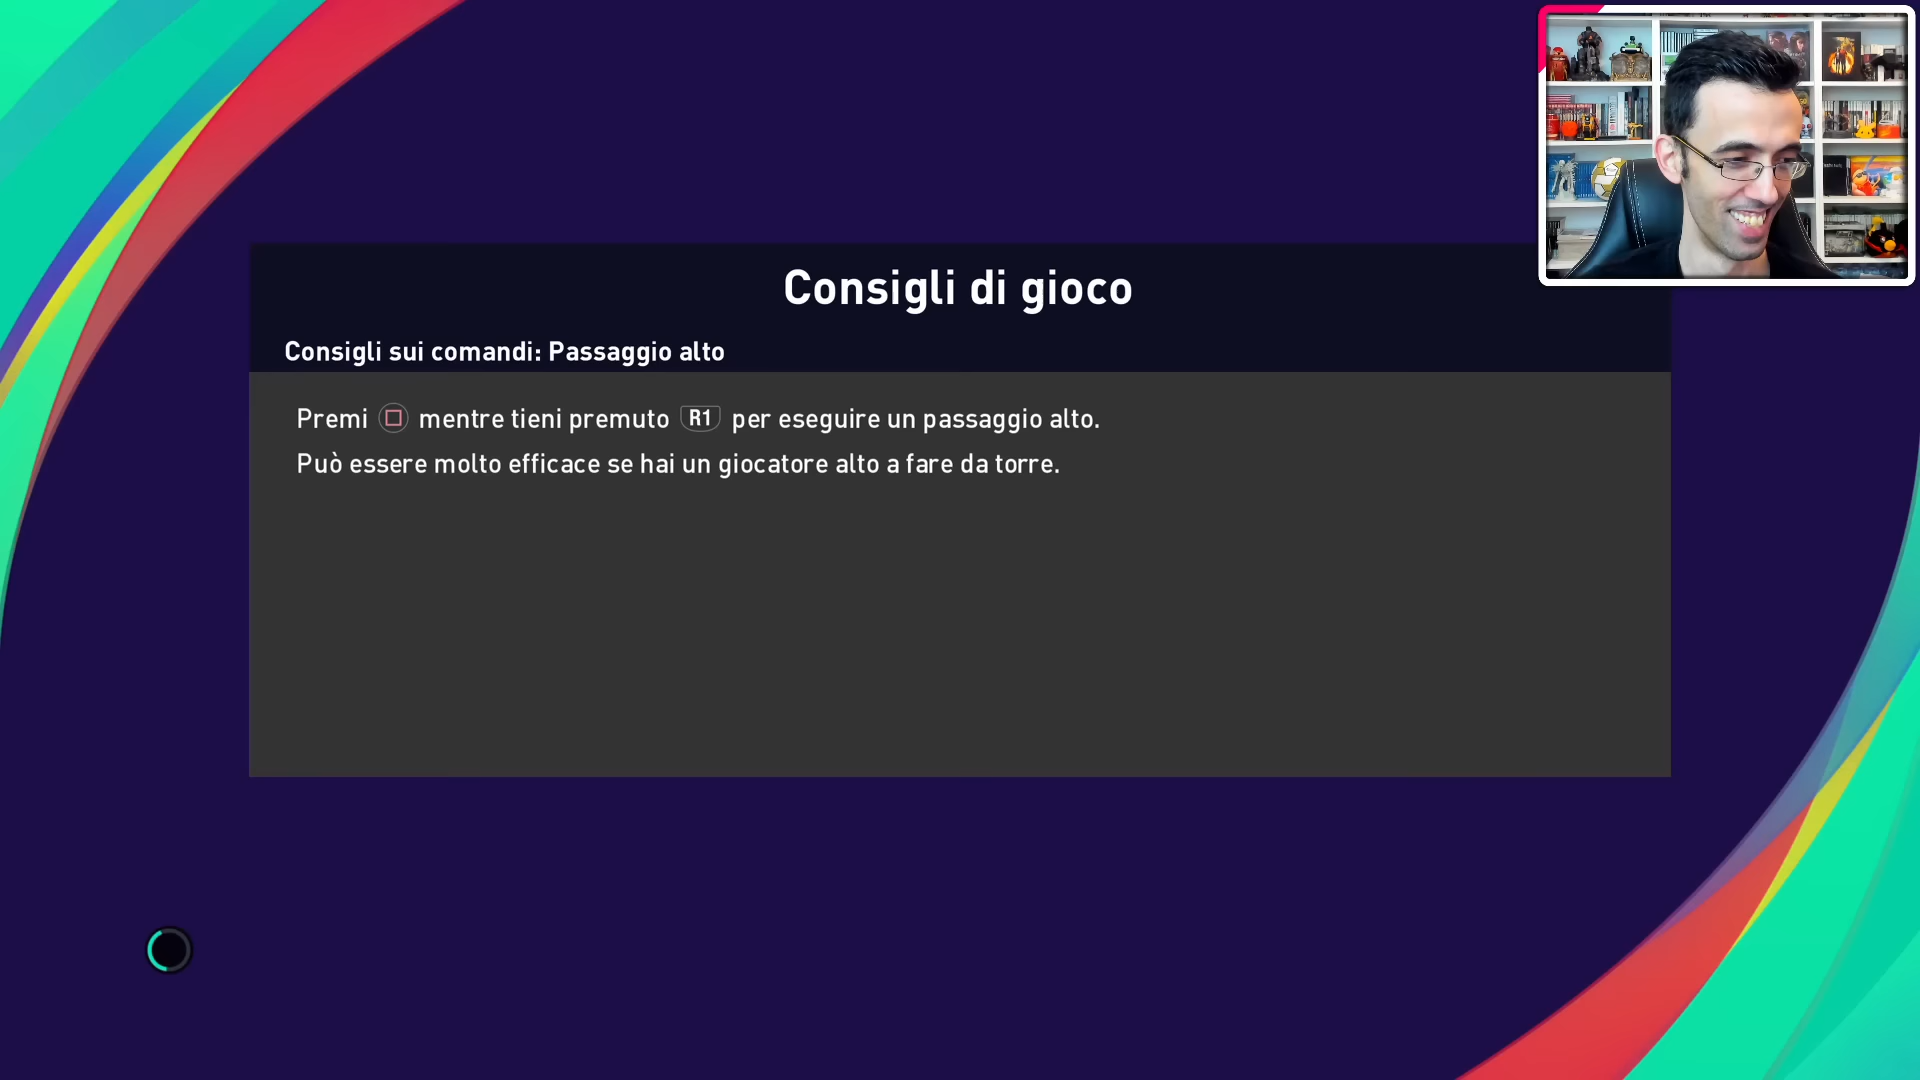 Consigli di gioco
Consigli sui comandi: Passaggio alto
Premi mentre tieni premuto R1 per eseguire un passaggio alto.
Può essere molto efficace se hai un giocatore alto a fare da torre.